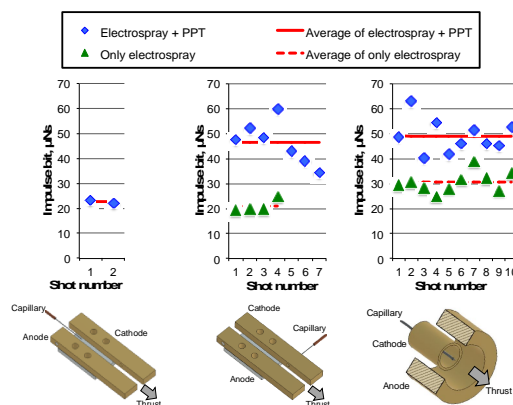 Electrospray + PPT
Average of electrospray + PPT
Only electrospray
Average of only electrospray
70
60
50
40
30
20
10
0
Impulse bit, µNs
1 2
Shot number
70
60
50
40
30
20
10
0
Impulse bit, µNs
1 2 3 4 5 6 7
Shot number
70
60
50
40
30
20
10
0
Impulse bit, µNs
1 2 3 4 5 6 7 8 9 10
Shot number
Capillary
Cathode
Anode
Thrust
Cathode
Capillary
Anode
Thrust
Capillary
Cathode
Anode
Thrust